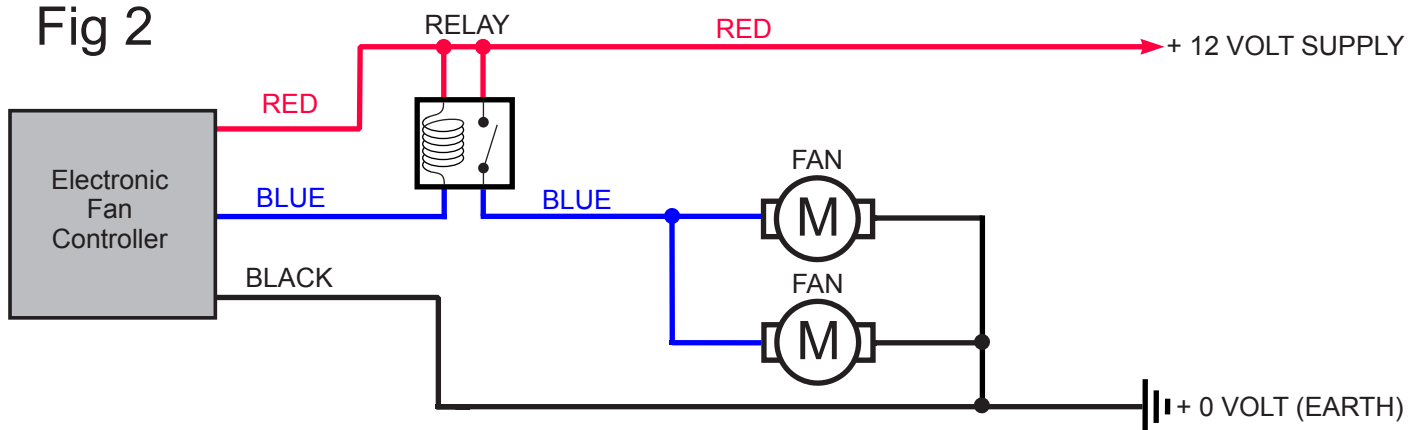 Fig 2
RELAY
RED
+ 12 VOLT SUPPLY
RED
Electronic
Fan
Controller
BLUE
BLUE
FAN
M
BLACK
FAN
M
+ 0 VOLT (EARTH)